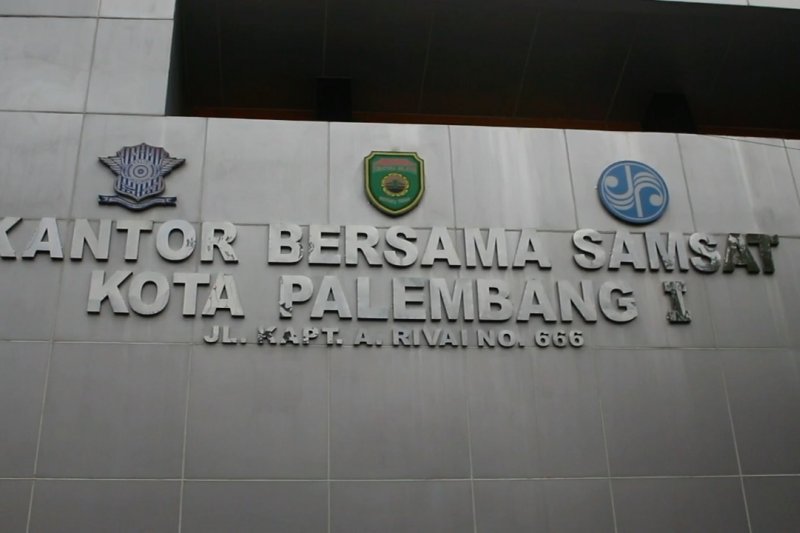 KANTOR BERSAMA SAMSAT
KOTA PALEMBANG I
JL. KAPT. A. RIVAI NO. 666